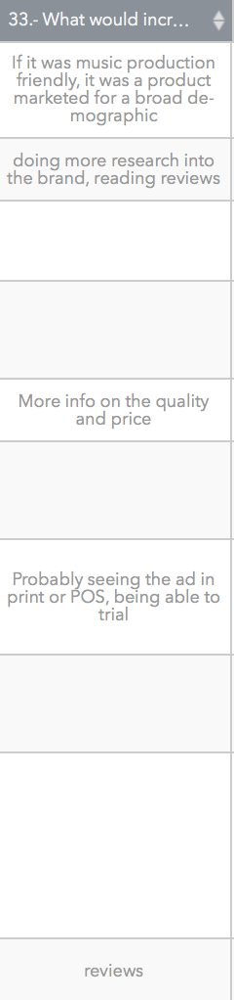 33.- What would incr...
If it was music production
friendly, it was a product
marketed for a broad de-
mographic
doing more research into
the brand, reading reviews
More info on the quality
and price
Probably seeing the ad in
print or POS, being able to
trial
reviews